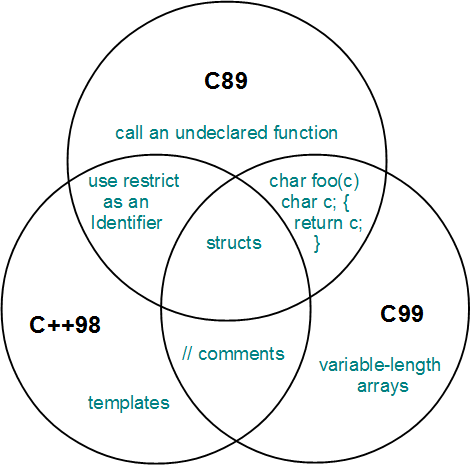 C89
call an undeclared function
use restrict
as an
Identifier
char foo(c)
char c; {
return c;
}
structs
C++98
C99
// comments
variable-length
arrays
templates